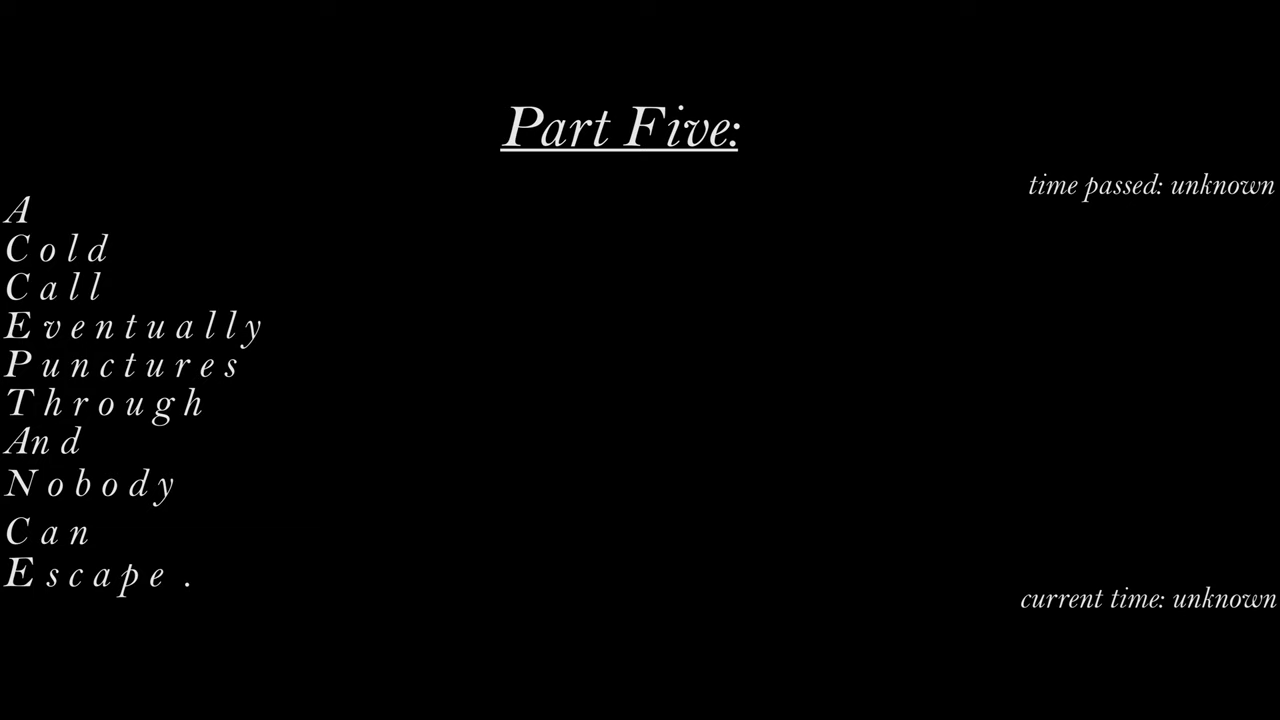 Part Five:
time passed: unknown
A
Cold
Call
Eventually
Punctures
Through
And
Nobody
Can
Escape .
current time: unknown